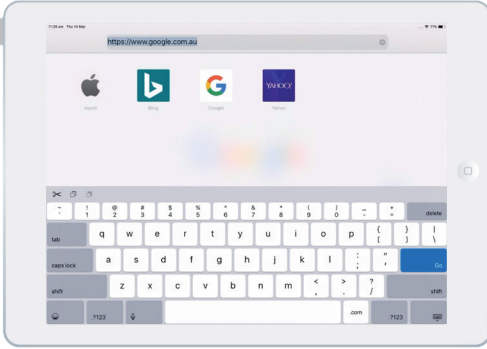 11:35 am Thu 14 Mar 71%
https://www.google.com.au
Apple Bing Google YAHOO! Yahoo
~ ! @ # $ % ^ & * ( ) - + delete
` 1 2 3 4 5 6 7 8 9 0 =
tab q w e r t y u i o p { } |
[ ] \
caps lock a s d f g h j k l : " Go
; '
shift z x c v b n m < > ? shift
, . /
.?123 .com .?123